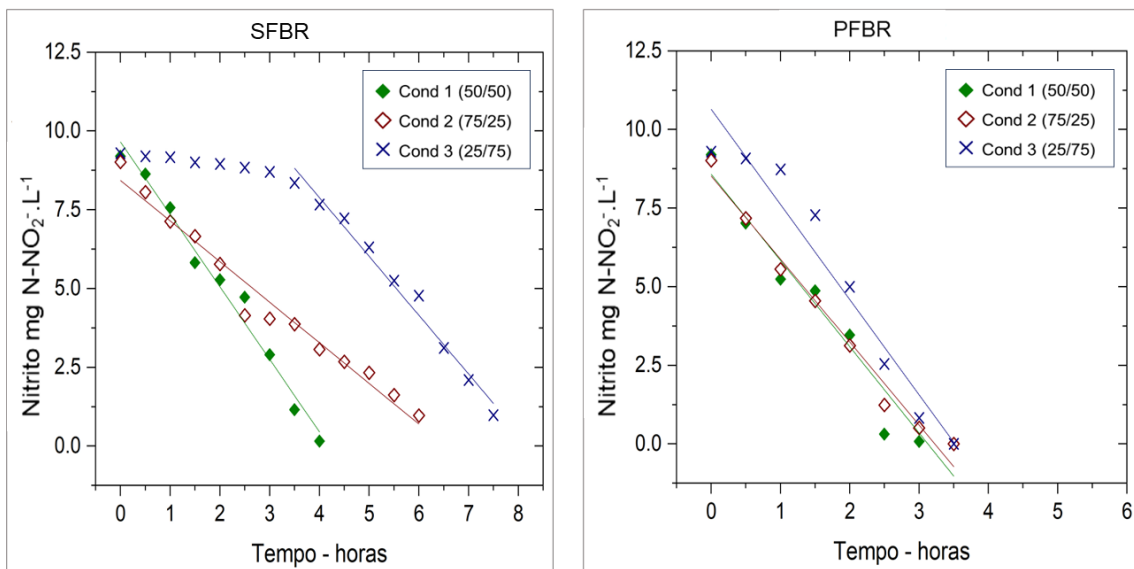 SFBR
12.5
10.0
7.5
5.0
2.5
0.0
Nitrito mg N-NO₂⁻.L⁻¹
Cond 1 (50/50)
Cond 2 (75/25)
Cond 3 (25/75)
0 1 2 3 4 5 6 7 8
Tempo - horas
PFBR
12.5
10.0
7.5
5.0
2.5
0.0
Nitrito mg N-NO₂⁻.L⁻¹
Cond 1 (50/50)
Cond 2 (75/25)
Cond 3 (25/75)
0 1 2 3 4 5 6
Tempo - horas